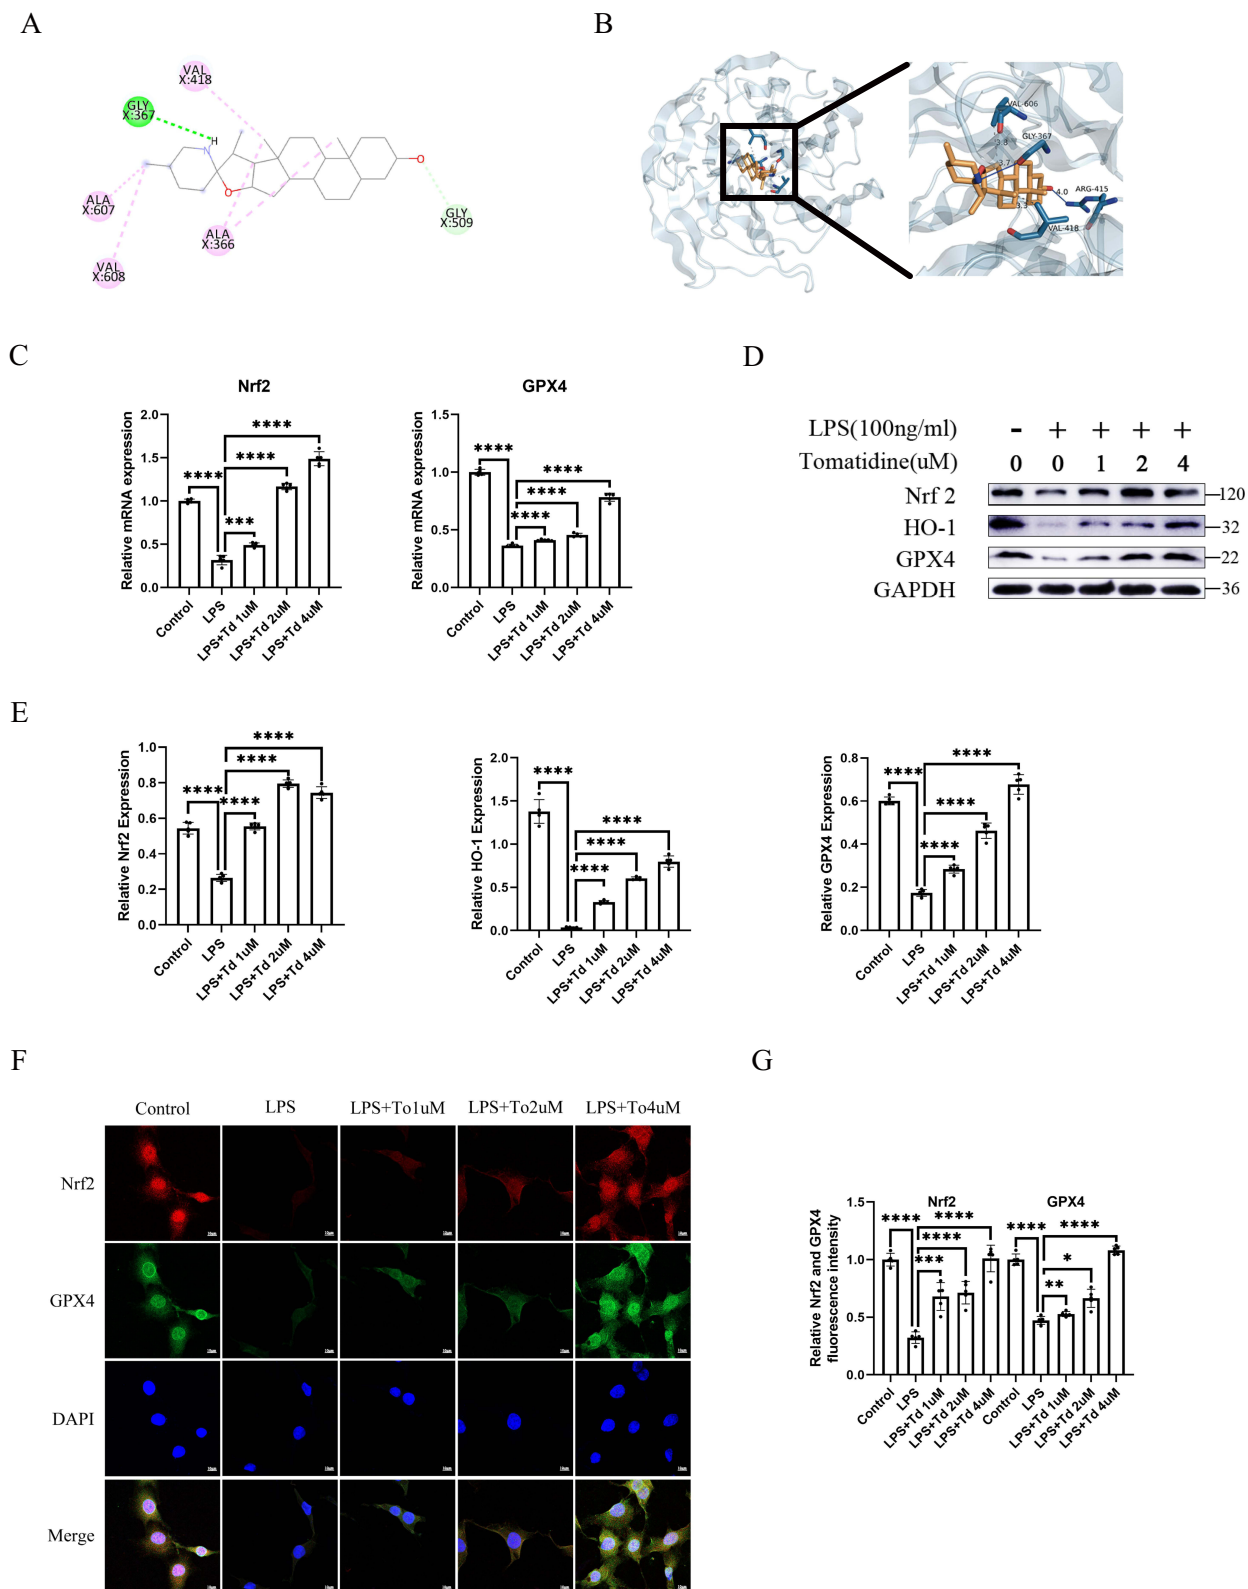 A
VAL
X:418
GLY
X:367
H
N
O
O
ALA
X:607
ALA
X:366
VAL
X:608
GLY
X:509
B
VAL-606
GLY-367
3.8
3.7
4.0
ARG-415
3.3
VAL-418
C
Nrf2
Relative mRNA expression
2.0
1.5
1.0
0.5
0.0
****
****
****
***
Control
LPS
LPS+Td 1uM
LPS+Td 2uM
LPS+Td 4uM
GPX4
Relative mRNA expression
1.5
1.0
0.5
0.0
****
****
****
****
Control
LPS
LPS+Td 1uM
LPS+Td 2uM
LPS+Td 4uM
D
LPS(100ng/ml) - + + + +
Tomatidine(uM) 0 0 1 2 4
Nrf 2 120
HO-1 32
GPX4 22
GAPDH 36
E
Relative Nrf2 Expression
1.0
0.8
0.6
0.4
0.2
0.0
****
****
****
****
Control
LPS
LPS+Td 1uM
LPS+Td 2uM
LPS+Td 4uM
Relative HO-1 Expression
2.0
1.5
1.0
0.5
0.0
****
****
****
****
Control
LPS
LPS+Td 1uM
LPS+Td 2uM
LPS+Td 4uM
Relative GPX4 Expression
0.8
0.6
0.4
0.2
0.0
****
****
****
****
Control
LPS
LPS+Td 1uM
LPS+Td 2uM
LPS+Td 4uM
F
Control LPS LPS+To1uM LPS+To2uM LPS+To4uM
Nrf2
GPX4
DAPI
Merge
G
Nrf2 GPX4
Relative Nrf2 and GPX4
fluorescence intensity
1.5
1.0
0.5
0.0
****
****
****
***
****
****
*
**
Control
LPS
LPS+Td 1uM
LPS+Td 2uM
LPS+Td 4uM
Control
LPS
LPS+Td 1uM
LPS+Td 2uM
LPS+Td 4uM